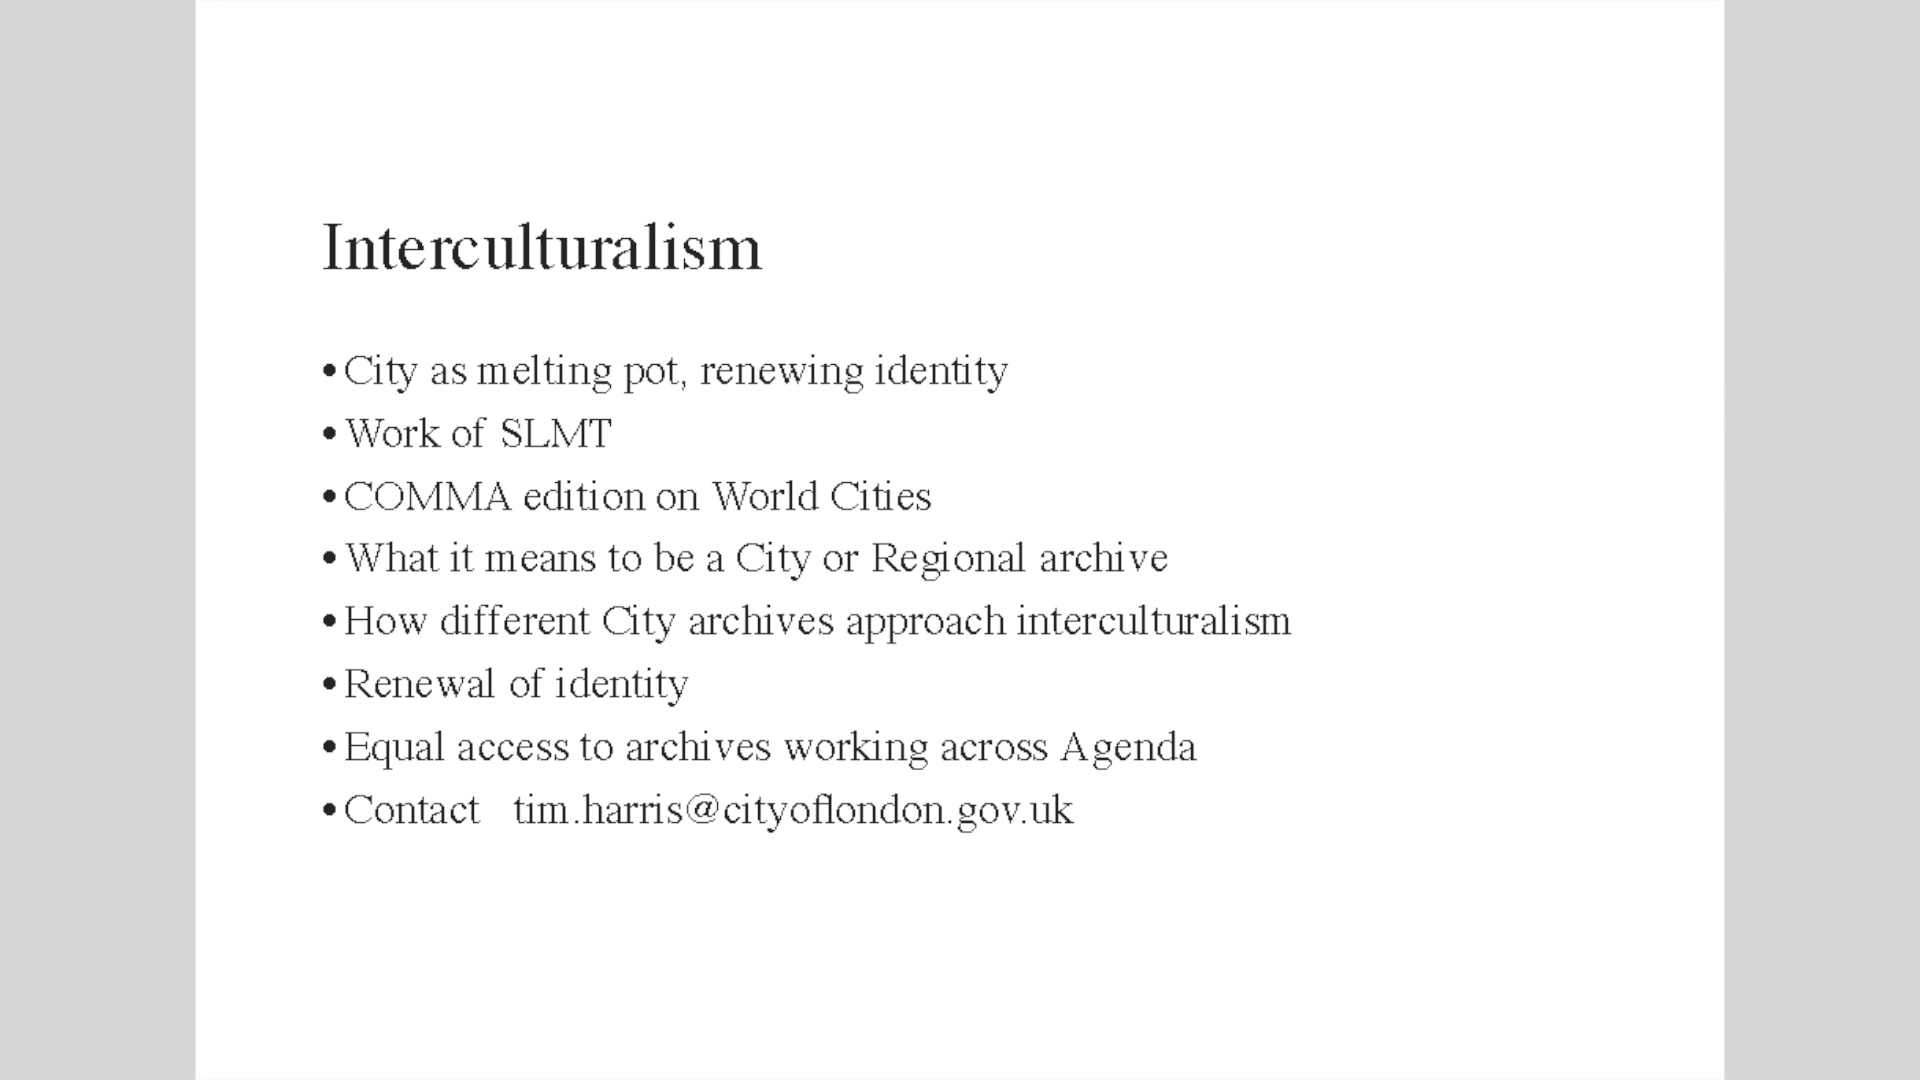 Interculturalism
• City as melting pot, renewing identity
• Work of SLMT
• COMMA edition on World Cities
• What it means to be a City or Regional archive
• How different City archives approach interculturalism
• Renewal of identity
• Equal access to archives working across Agenda
• Contact tim.harris@cityoflondon.gov.uk